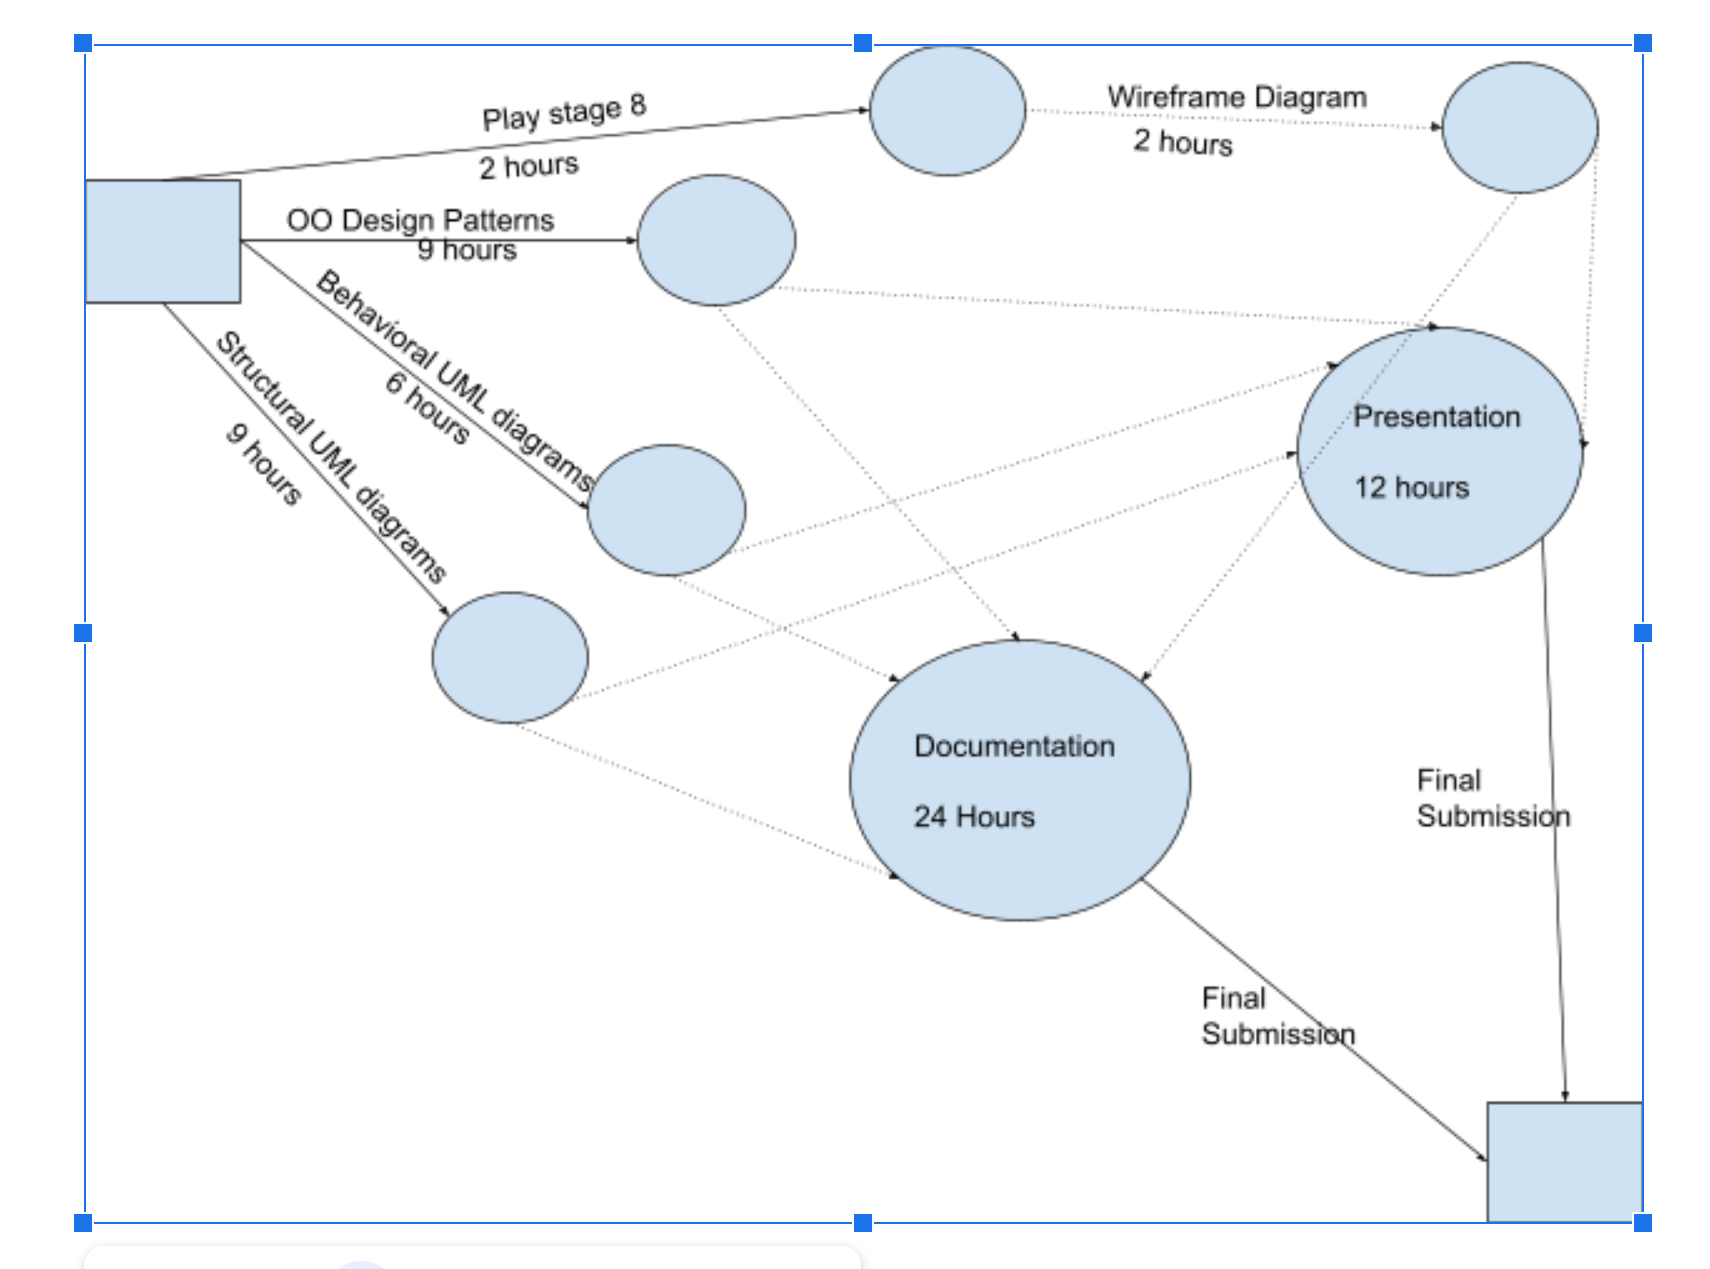 Play stage 8
2 hours
Wireframe Diagram
2 hours
OO Design Patterns
9 hours
Behavioral UML diagrams
6 hours
Structural UML diagrams
9 hours
Presentation
12 hours
Documentation
24 Hours
Final
Submission
Final
Submission